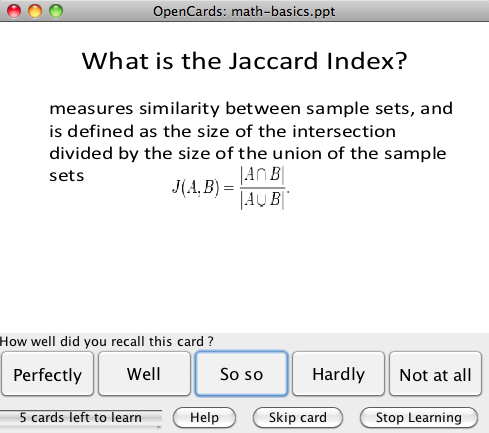 OpenCards: math-basics.ppt
What is the Jaccard Index?
measures similarity between sample sets, and
is defined as the size of the intersection
divided by the size of the union of the sample
sets
J(A,B) = |A∩B| / |A∪B|.
How well did you recall this card ?
Perfectly Well So so Hardly Not at all
5 cards left to learn Help Skip card Stop Learning